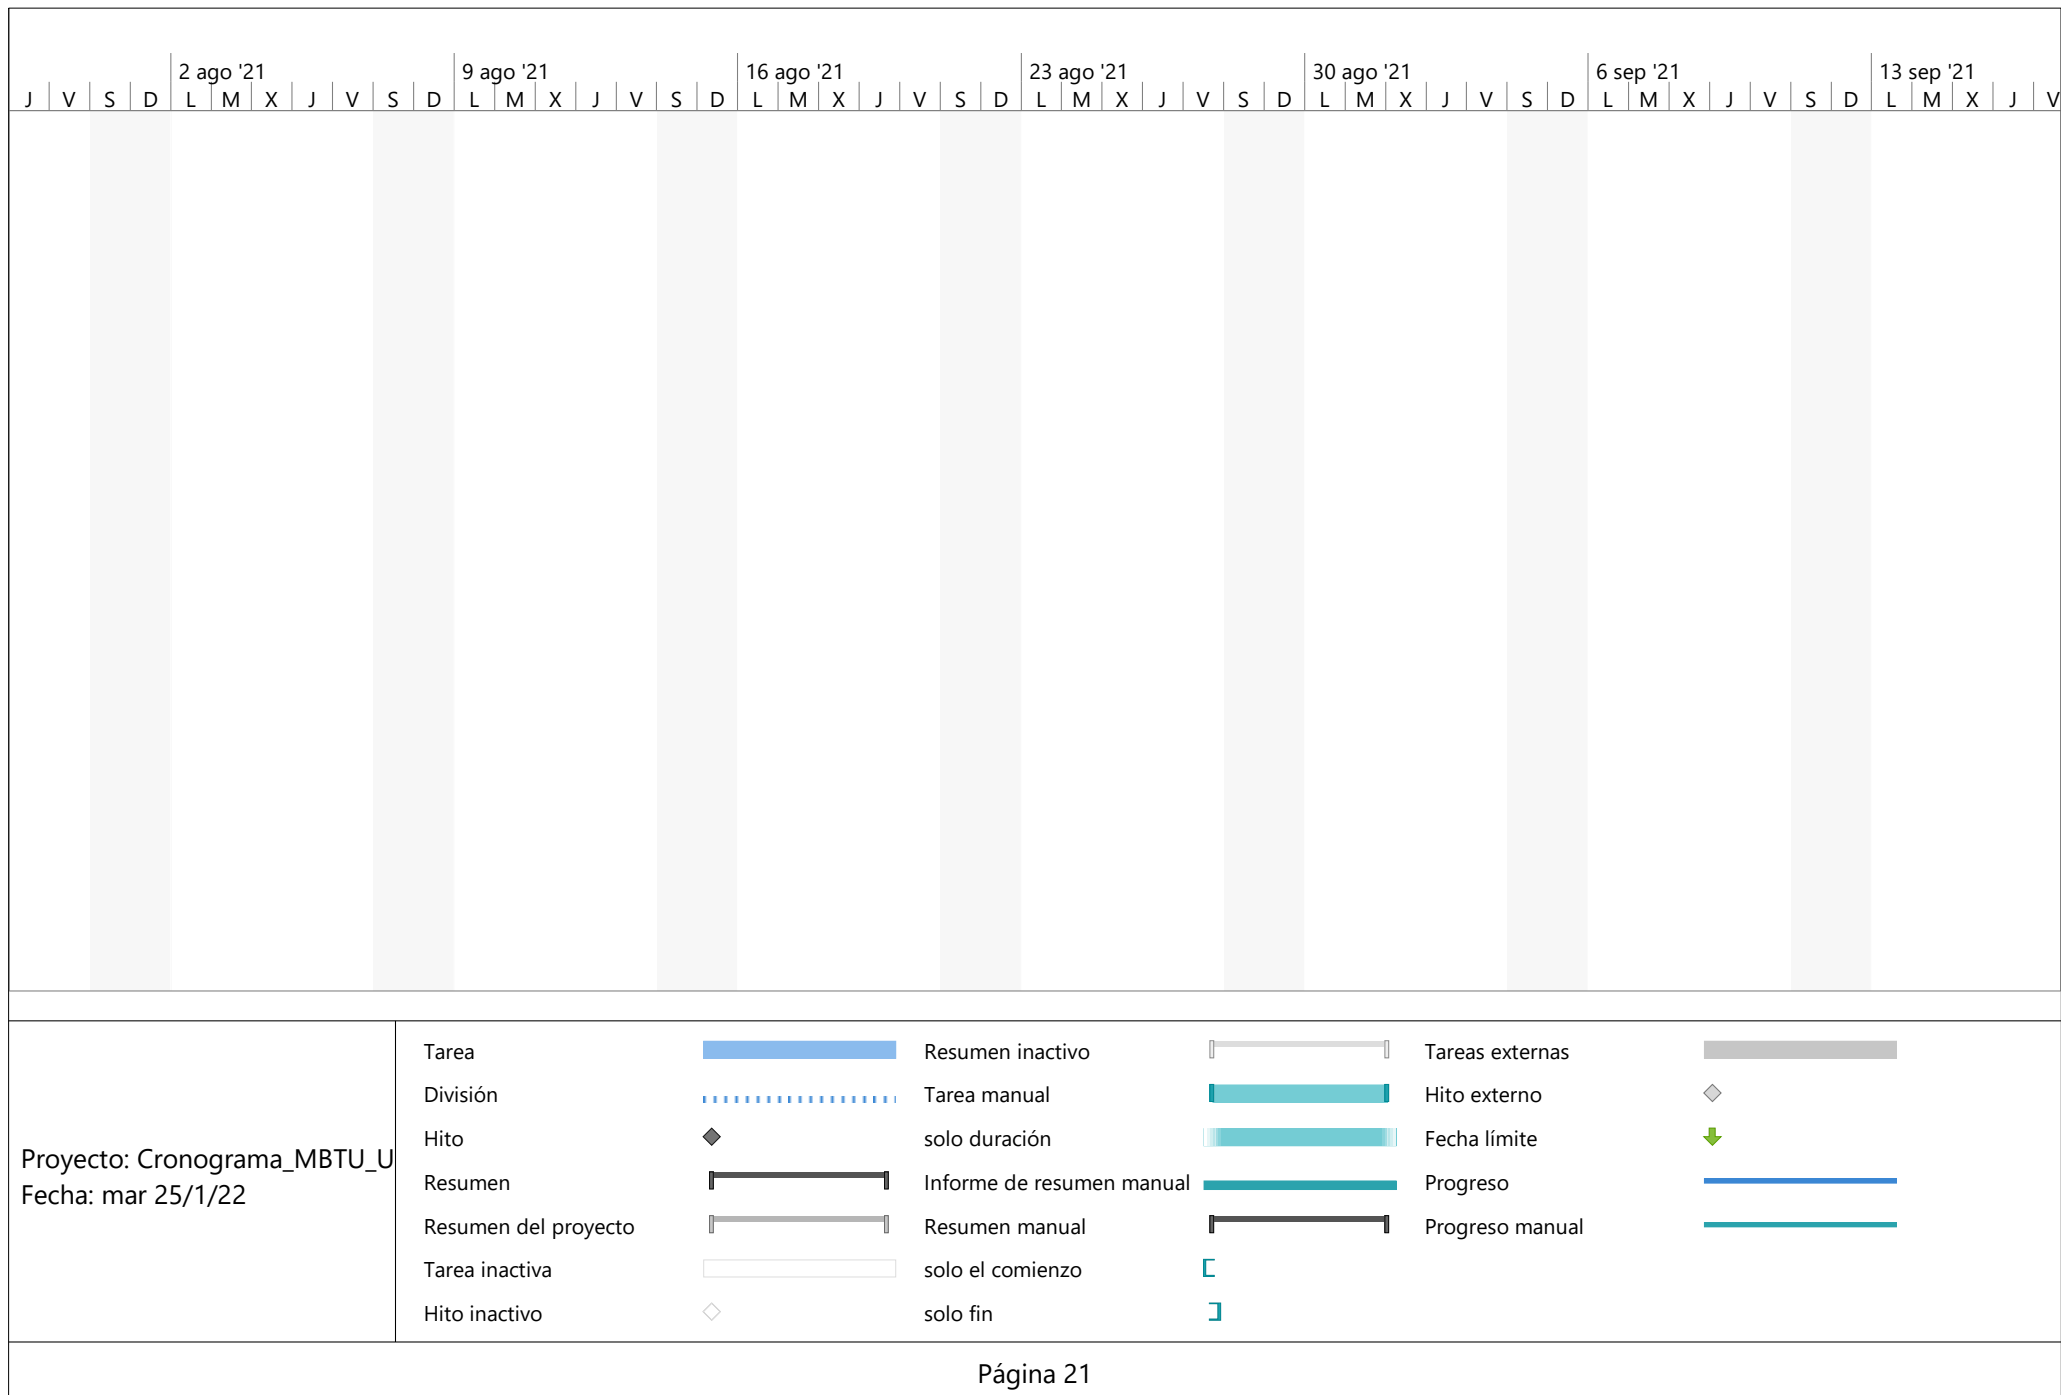 2 ago '21 9 ago '21 16 ago '21 23 ago '21 30 ago '21 6 sep '21 13 sep '21
J V S D L M X J V S D L M X J V S D L M X J V S D L M X J V S D L M X J V S D L M X J V S D L M X J V
Proyecto: Cronograma_MBTU_U
Fecha: mar 25/1/22
Tarea
División
Hito
Resumen
Resumen del proyecto
Tarea inactiva
Hito inactivo
Resumen inactivo
Tarea manual
solo duración
Informe de resumen manual
Resumen manual
solo el comienzo
solo fin
Tareas externas
Hito externo
Fecha límite
Progreso
Progreso manual
Página 21